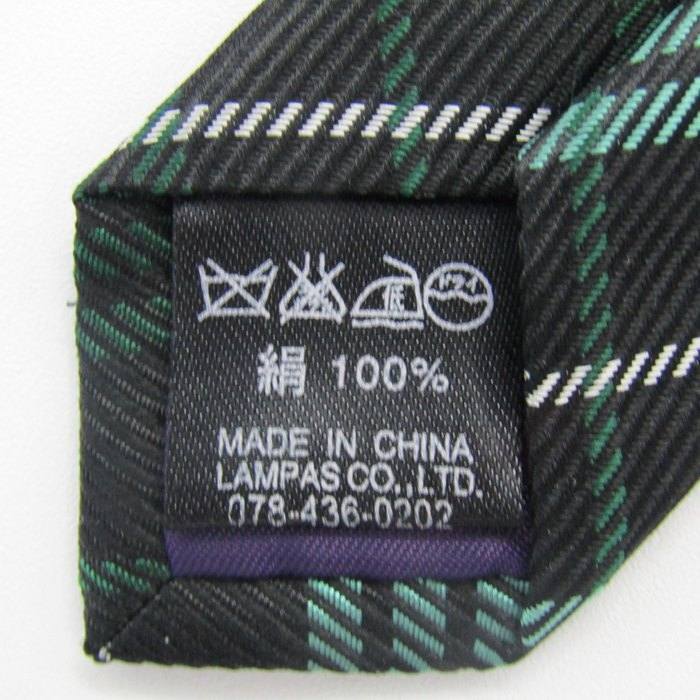 低 ドライ
絹 100%
MADE IN CHINA
LAMPAS CO.,LTD.
078-436-0202